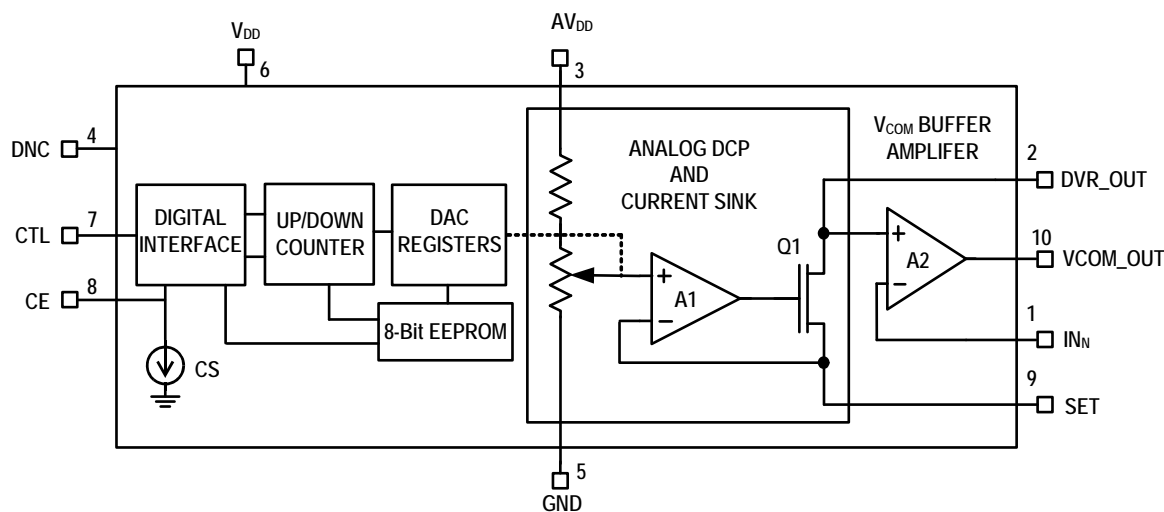 VDD
6
AVDD
3
DNC
4
CTL
7
CE
8
DIGITAL
INTERFACE
UP/DOWN
COUNTER
DAC
REGISTERS
8-Bit EEPROM
CS
ANALOG DCP
AND
CURRENT SINK
A1
Q1
VCOM BUFFER
AMPLIFER
A2
2
DVR_OUT
10
VCOM_OUT
1
INN
9
SET
5
GND